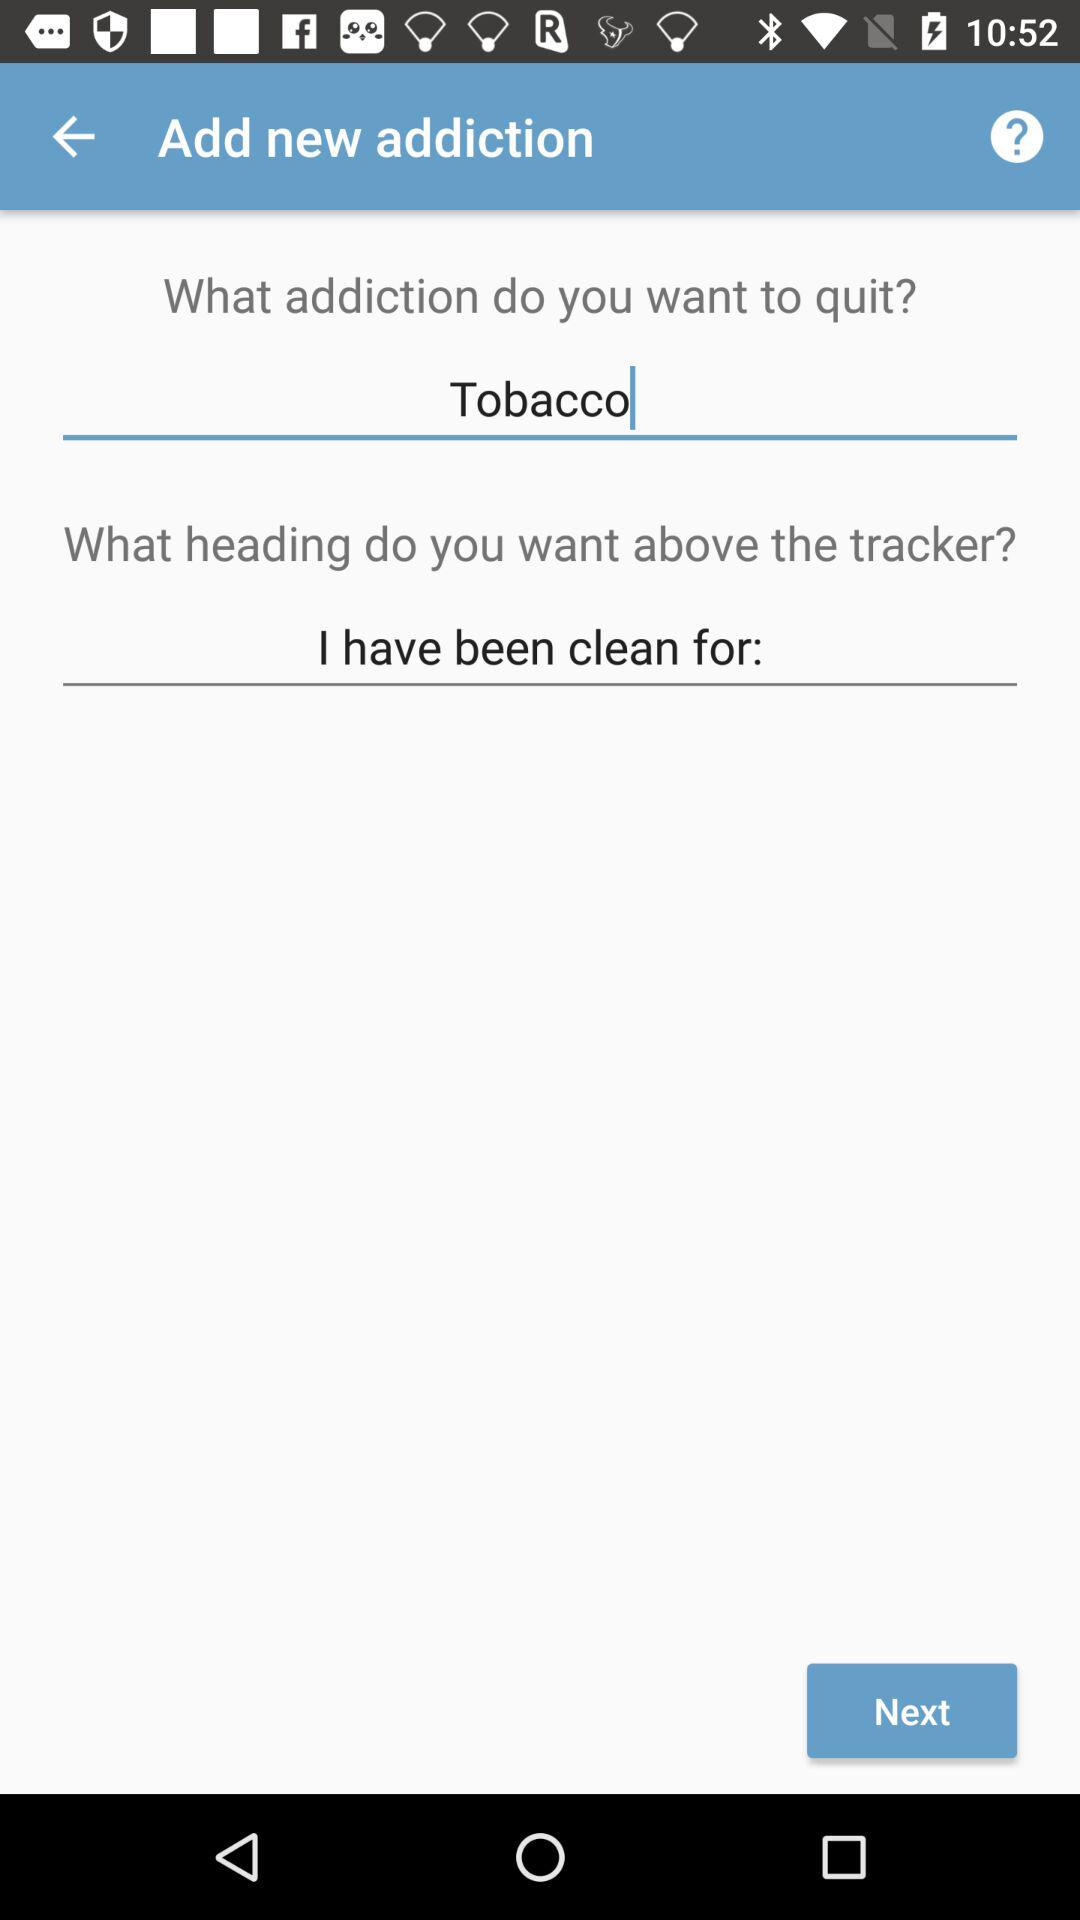 10:52
Add new addiction
What addiction do you want to quit?
Tobacco
What heading do you want above the tracker?
I have been clean for:
Next